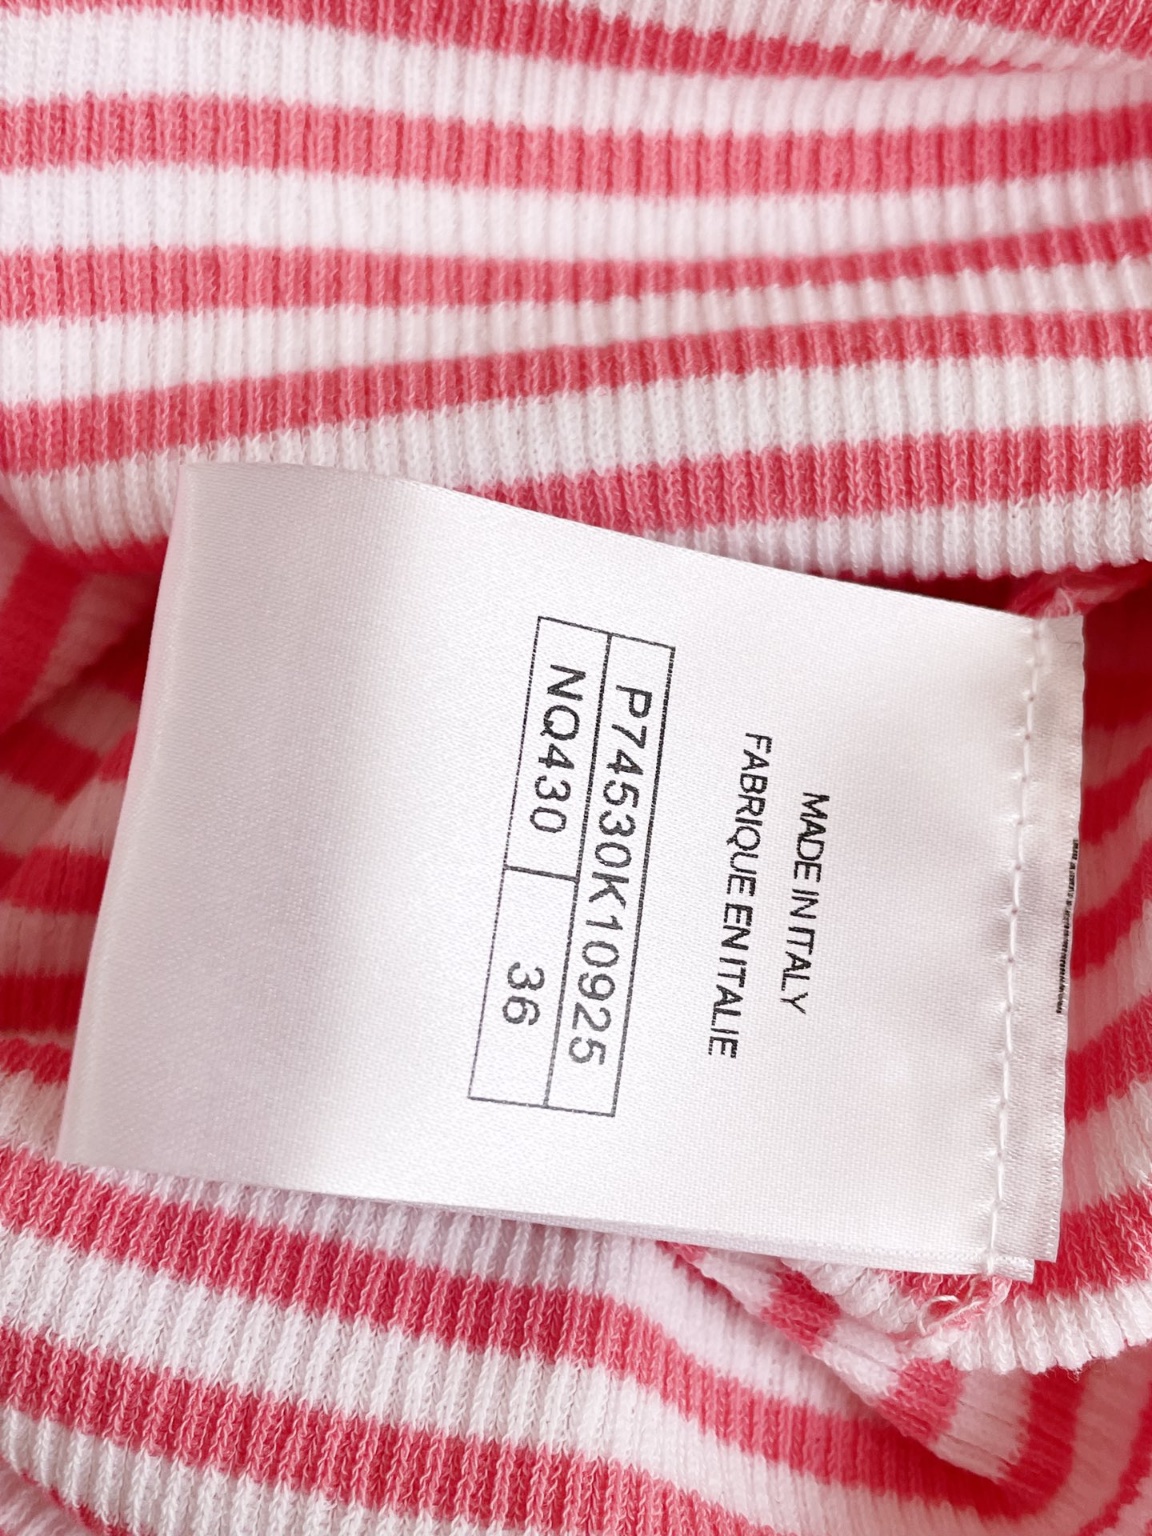 MADE IN ITALY
FABRIQUE EN ITALIE
P74530K10925
NQ430 36